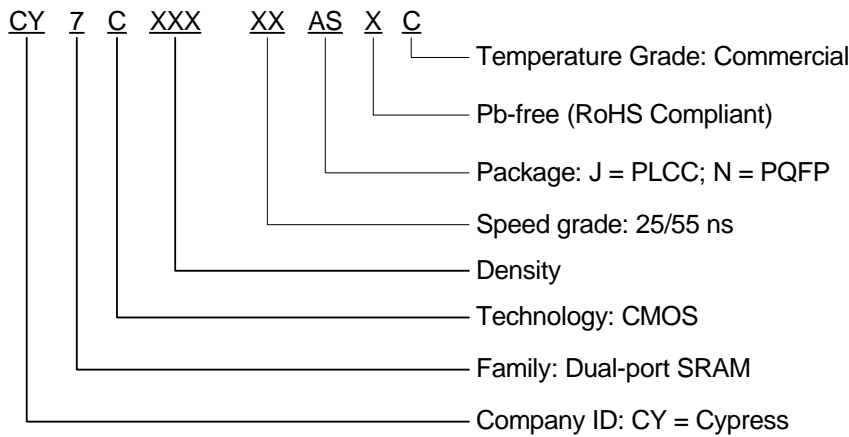 CY 7 C XXX XX AS X C
Temperature Grade: Commercial
Pb-free (RoHS Compliant)
Package: J = PLCC; N = PQFP
Speed grade: 25/55 ns
Density
Technology: CMOS
Family: Dual-port SRAM
Company ID: CY = Cypress